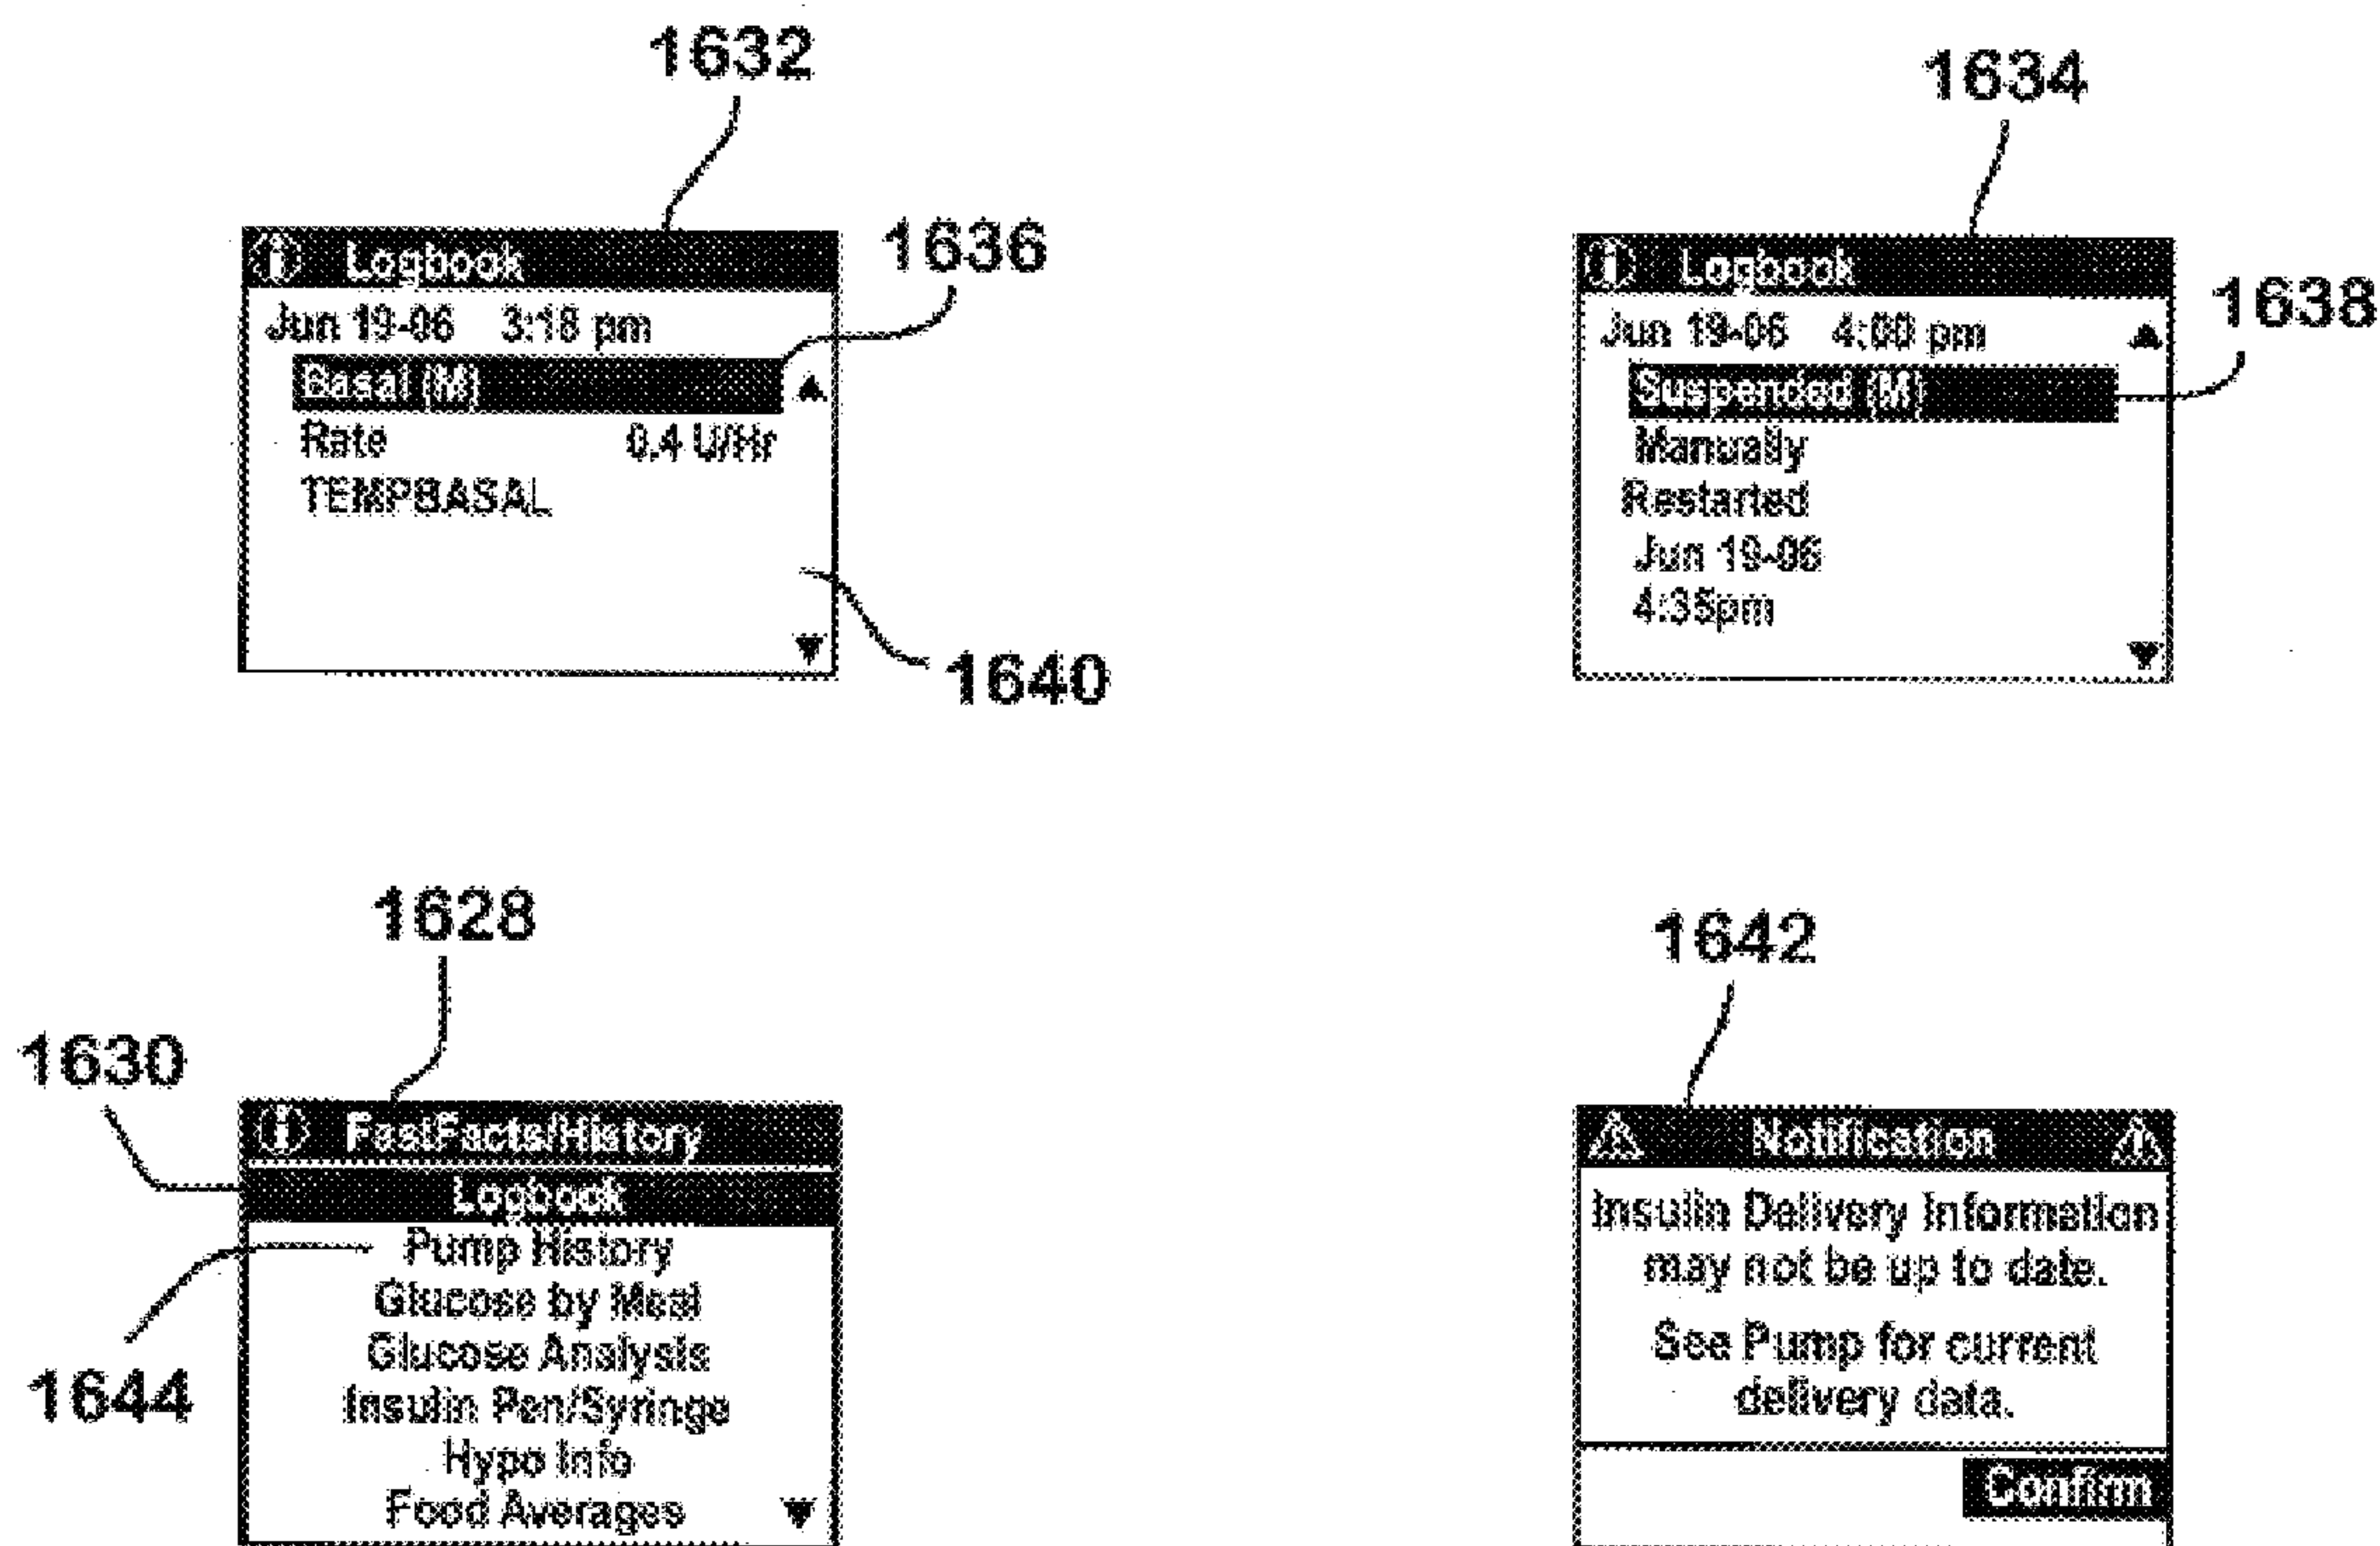 1632
1634
1636
1638
Logbook
Jun 19-06 3:18 pm
Basal (M)
Rate 0.4 U/Hr
TEMPBASAL
1640
Logbook
Jun 19-06 4:00 pm
Suspended (M)
Manually
Restarted
Jun 19-06
4:35pm
1628
1630
1642
FastFacts/History
Logbook
Pump History
Glucose by Meal
Glucose Analysis
Insulin Pen/Syringe
Hypo Info
Food Averages
1644
Notification
Insulin Delivery Information
may not be up to date.
See Pump for current
delivery data.
Confirm